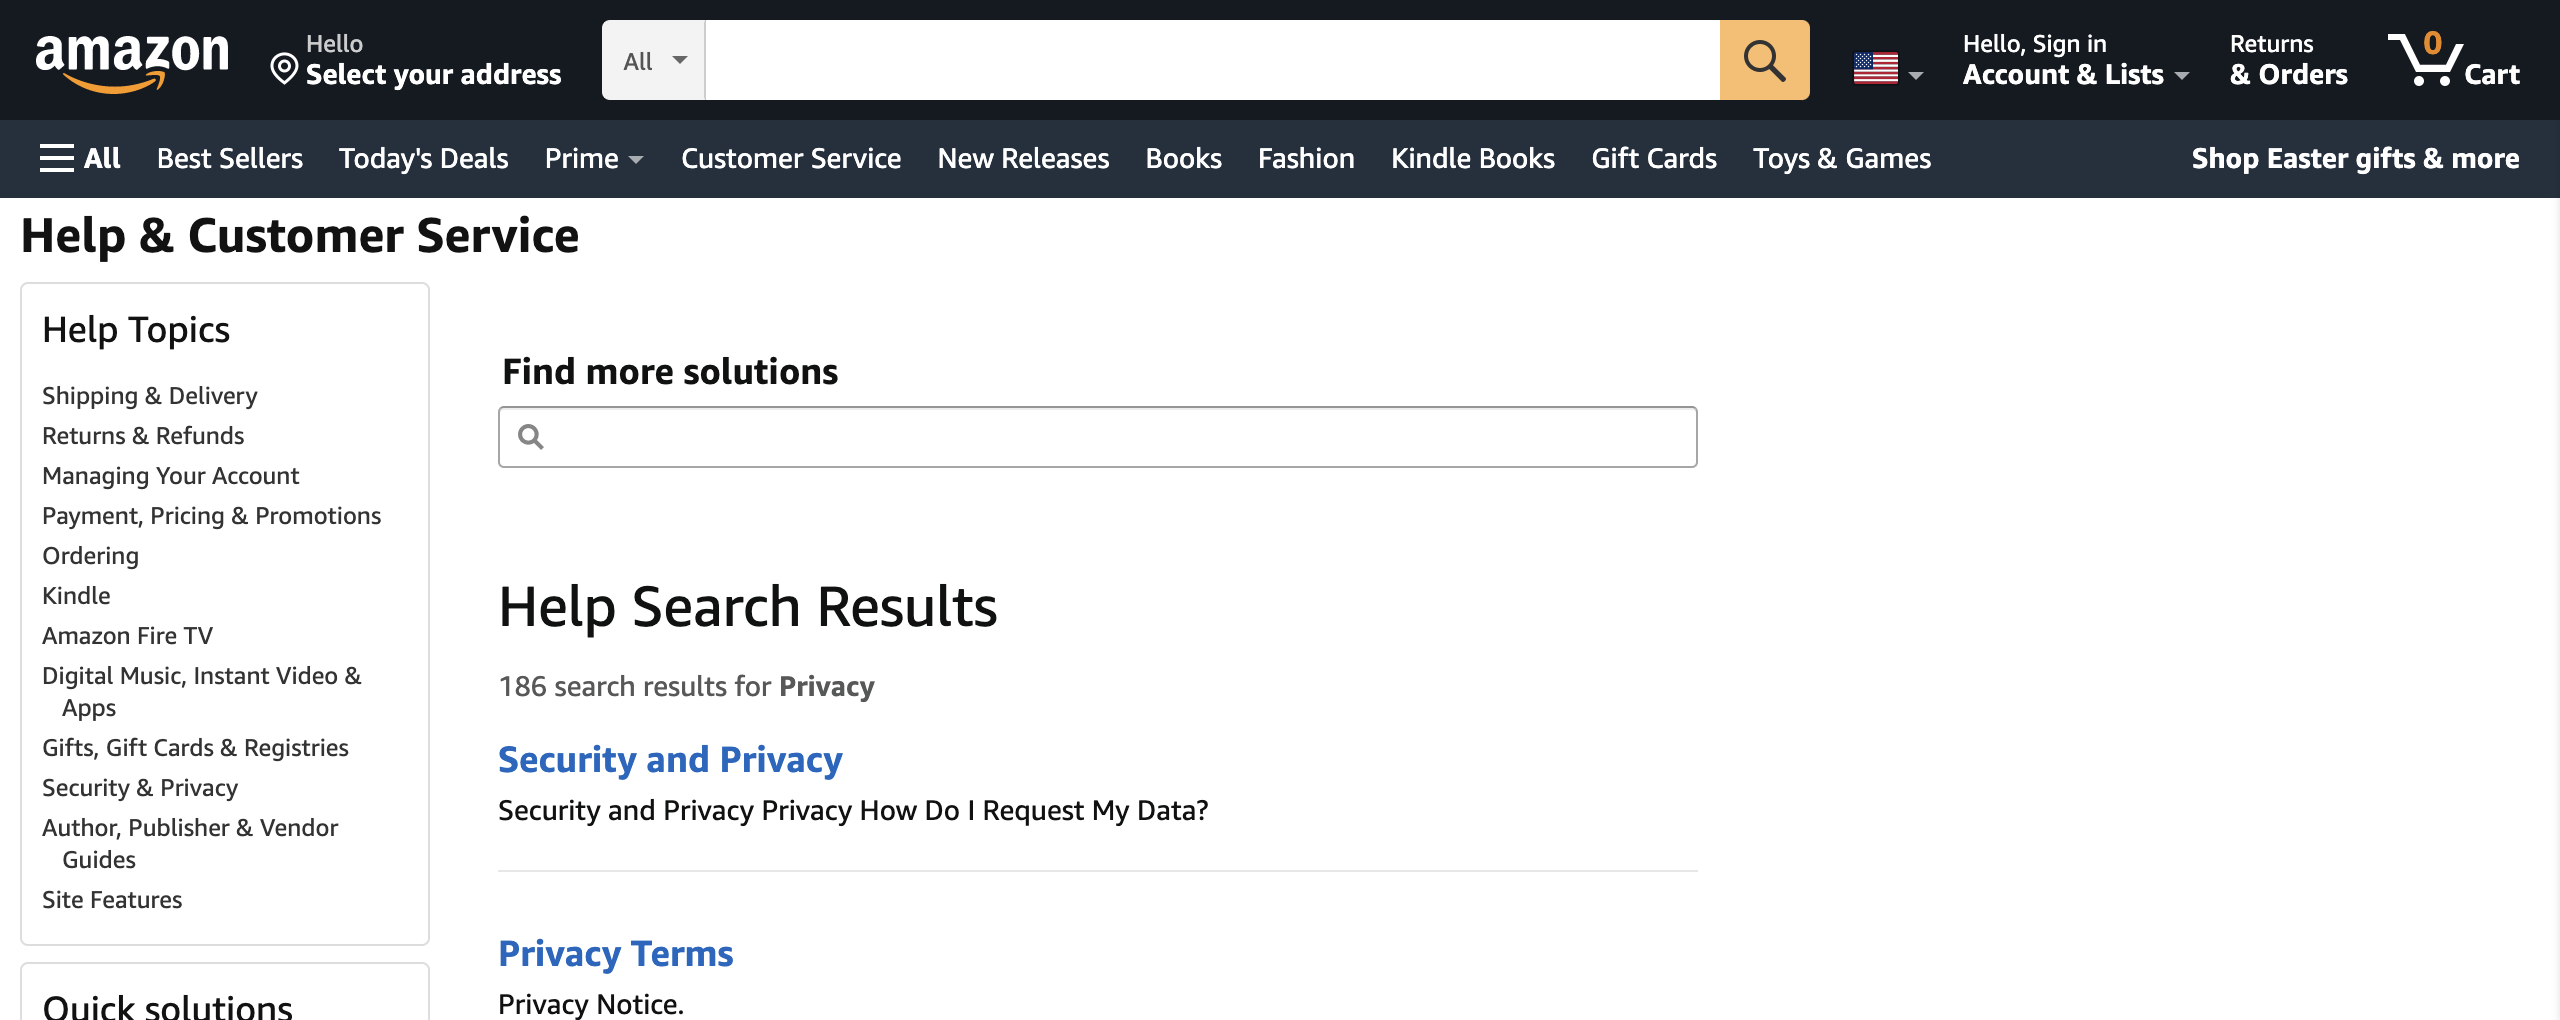 amazon
Hello
Select your address
All
Hello, Sign in
Account & Lists
Returns
& Orders
0
Cart
All
Best Sellers
Today's Deals
Prime
Customer Service
New Releases
Books
Fashion
Kindle Books
Gift Cards
Toys & Games
Shop Easter gifts & more
Help & Customer Service
Help Topics
Shipping & Delivery
Returns & Refunds
Managing Your Account
Payment, Pricing & Promotions
Ordering
Kindle
Amazon Fire TV
Digital Music, Instant Video &
Apps
Gifts, Gift Cards & Registries
Security & Privacy
Author, Publisher & Vendor
Guides
Site Features
Quick solutions
Find more solutions
Help Search Results
186 search results for Privacy
Security and Privacy
Security and Privacy Privacy How Do I Request My Data?
Privacy Terms
Privacy Notice.